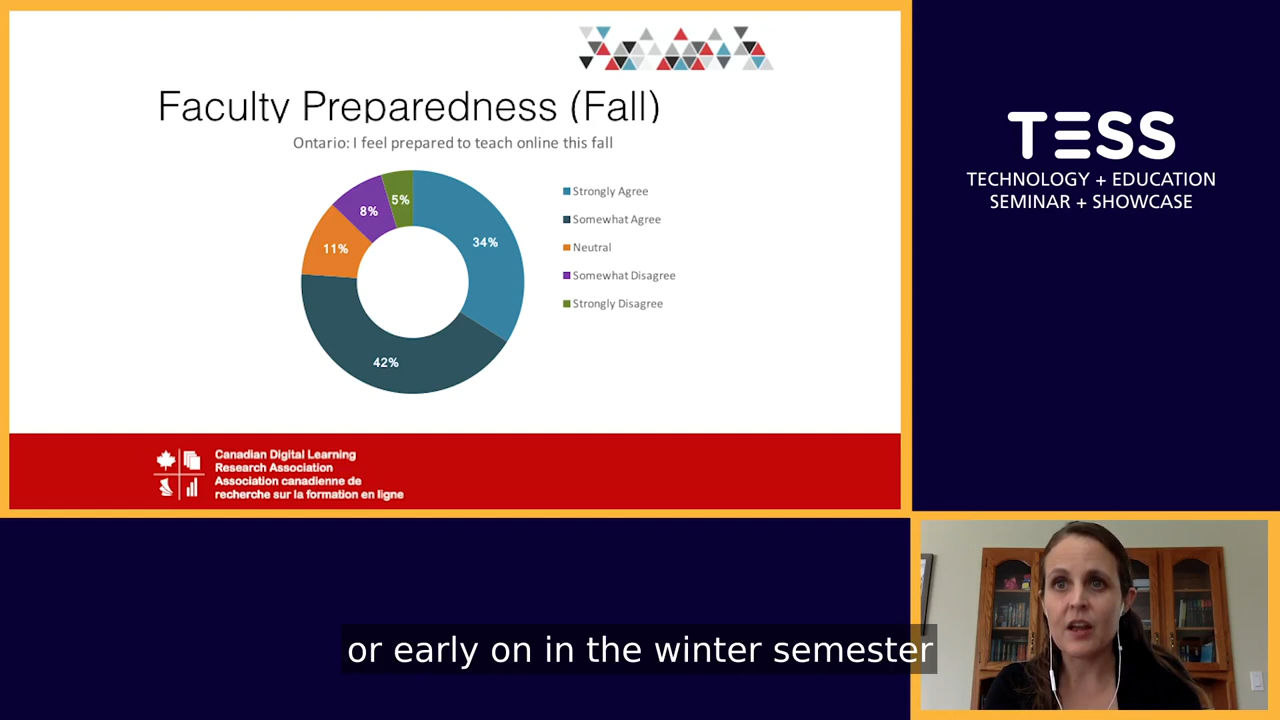 Faculty Preparedness (Fall)
Ontario: I feel prepared to teach online this fall
5%
8%
11%
34%
42%
Strongly Agree
Somewhat Agree
Neutral
Somewhat Disagree
Strongly Disagree
Canadian Digital Learning
Research Association
Association canadienne de
recherche sur la formation en ligne
TESS
TECHNOLOGY + EDUCATION
SEMINAR + SHOWCASE
or early on in the winter semester